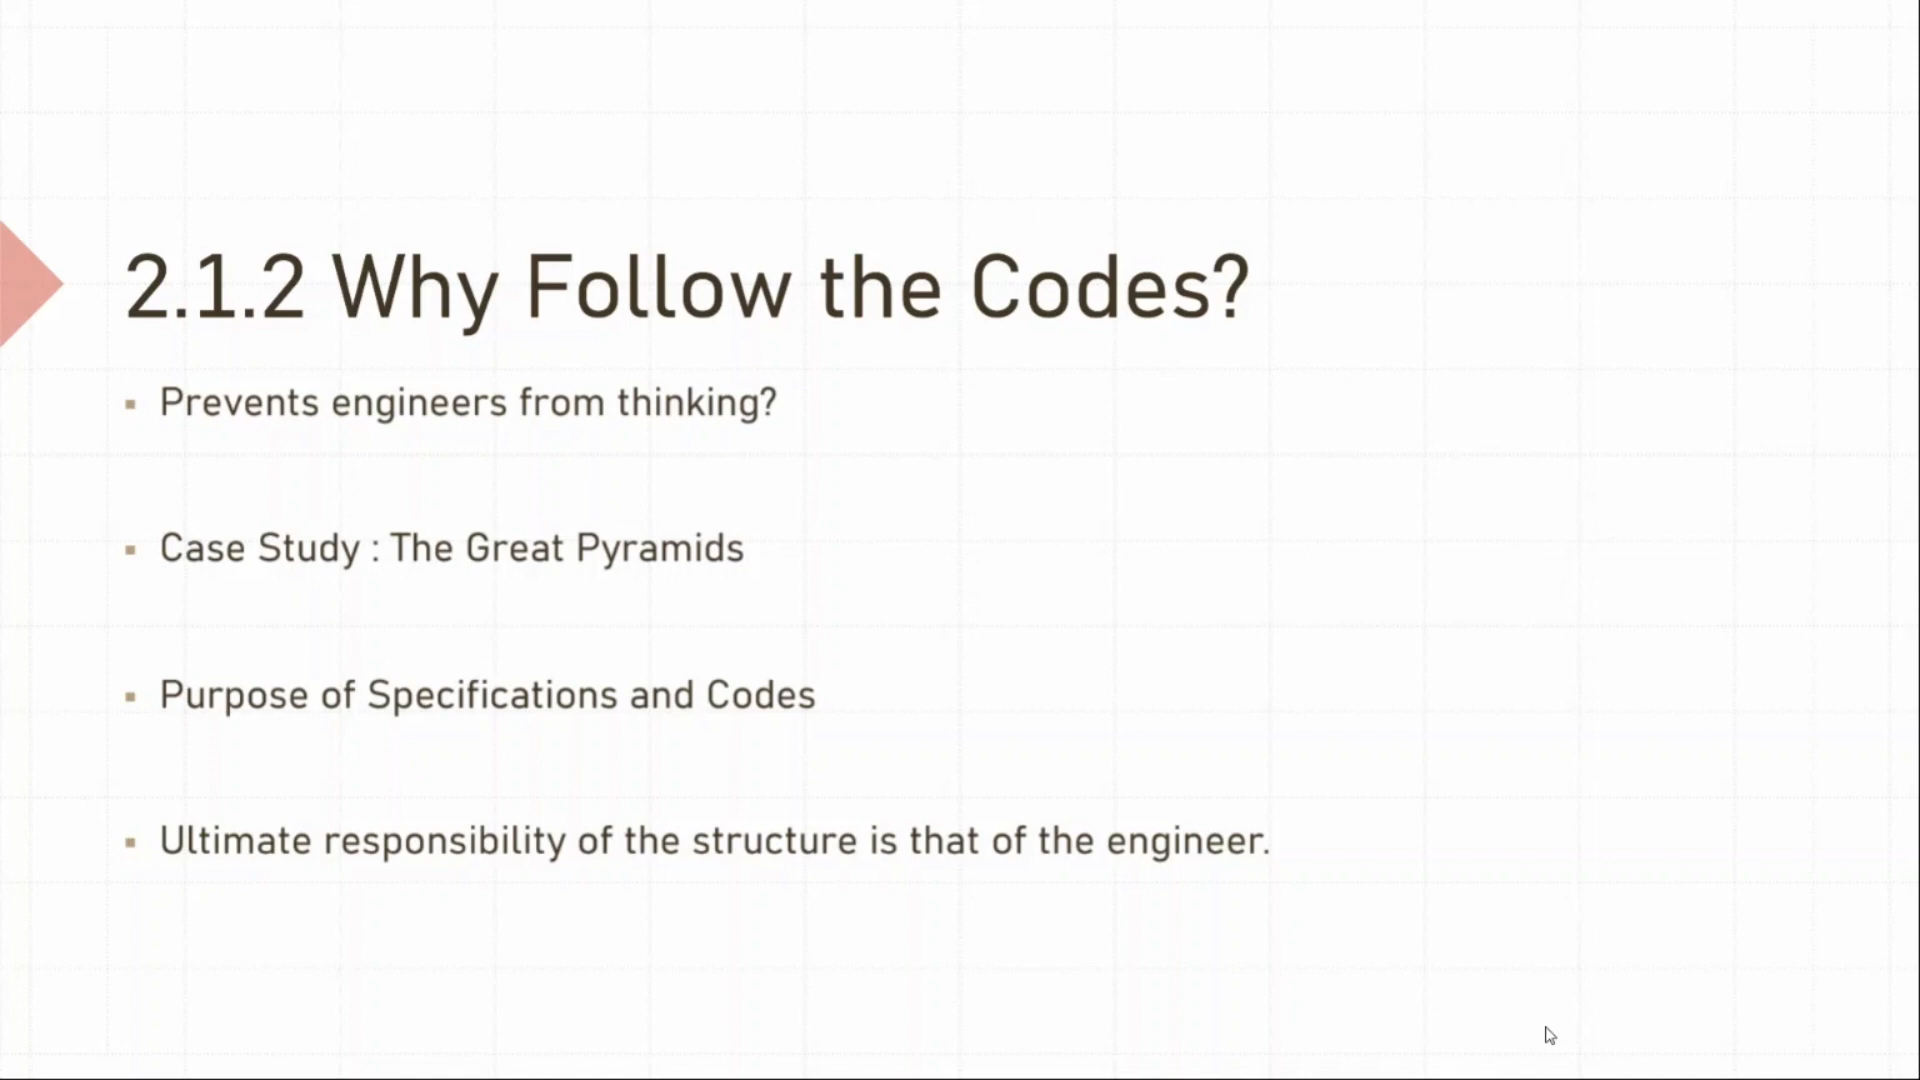 2.1.2 Why Follow the Codes?
▪ Prevents engineers from thinking?
▪ Case Study : The Great Pyramids
▪ Purpose of Specifications and Codes
▪ Ultimate responsibility of the structure is that of the engineer.